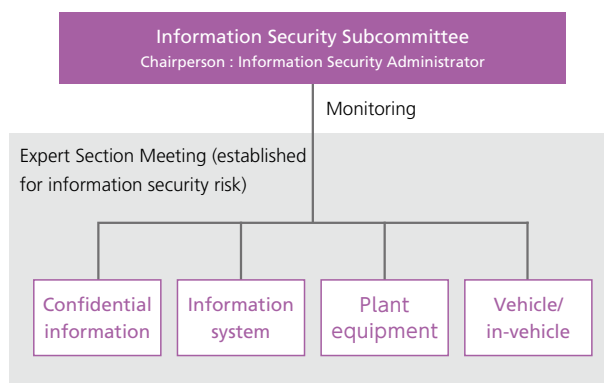 Information Security Subcommittee
Chairperson : Information Security Administrator
Monitoring
Expert Section Meeting (established
for information security risk)
Confidential
information
Information
system
Plant
equipment
Vehicle/
in-vehicle